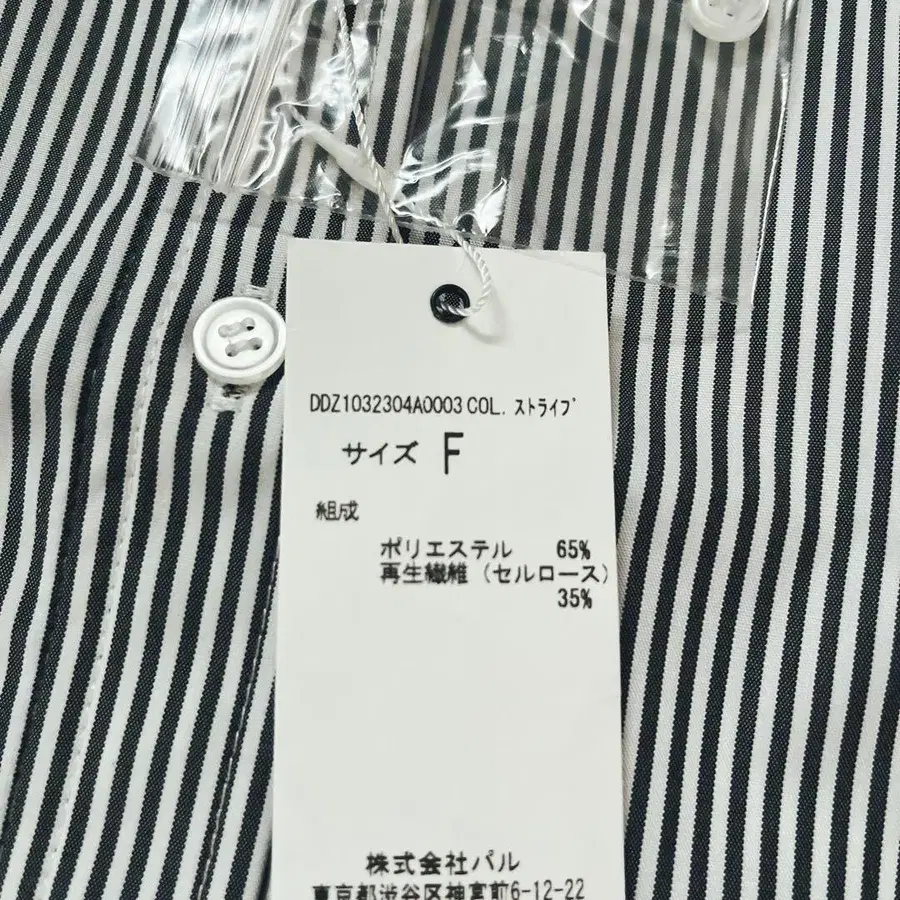 DDZ1032304A0003 COL. ｽﾄﾗｲﾌﾟ
サイズ F
組成
ポリエステル 65%
再生繊維（セルロース）
35%
株式会社パル
東京都渋谷区神宮前6-12-22